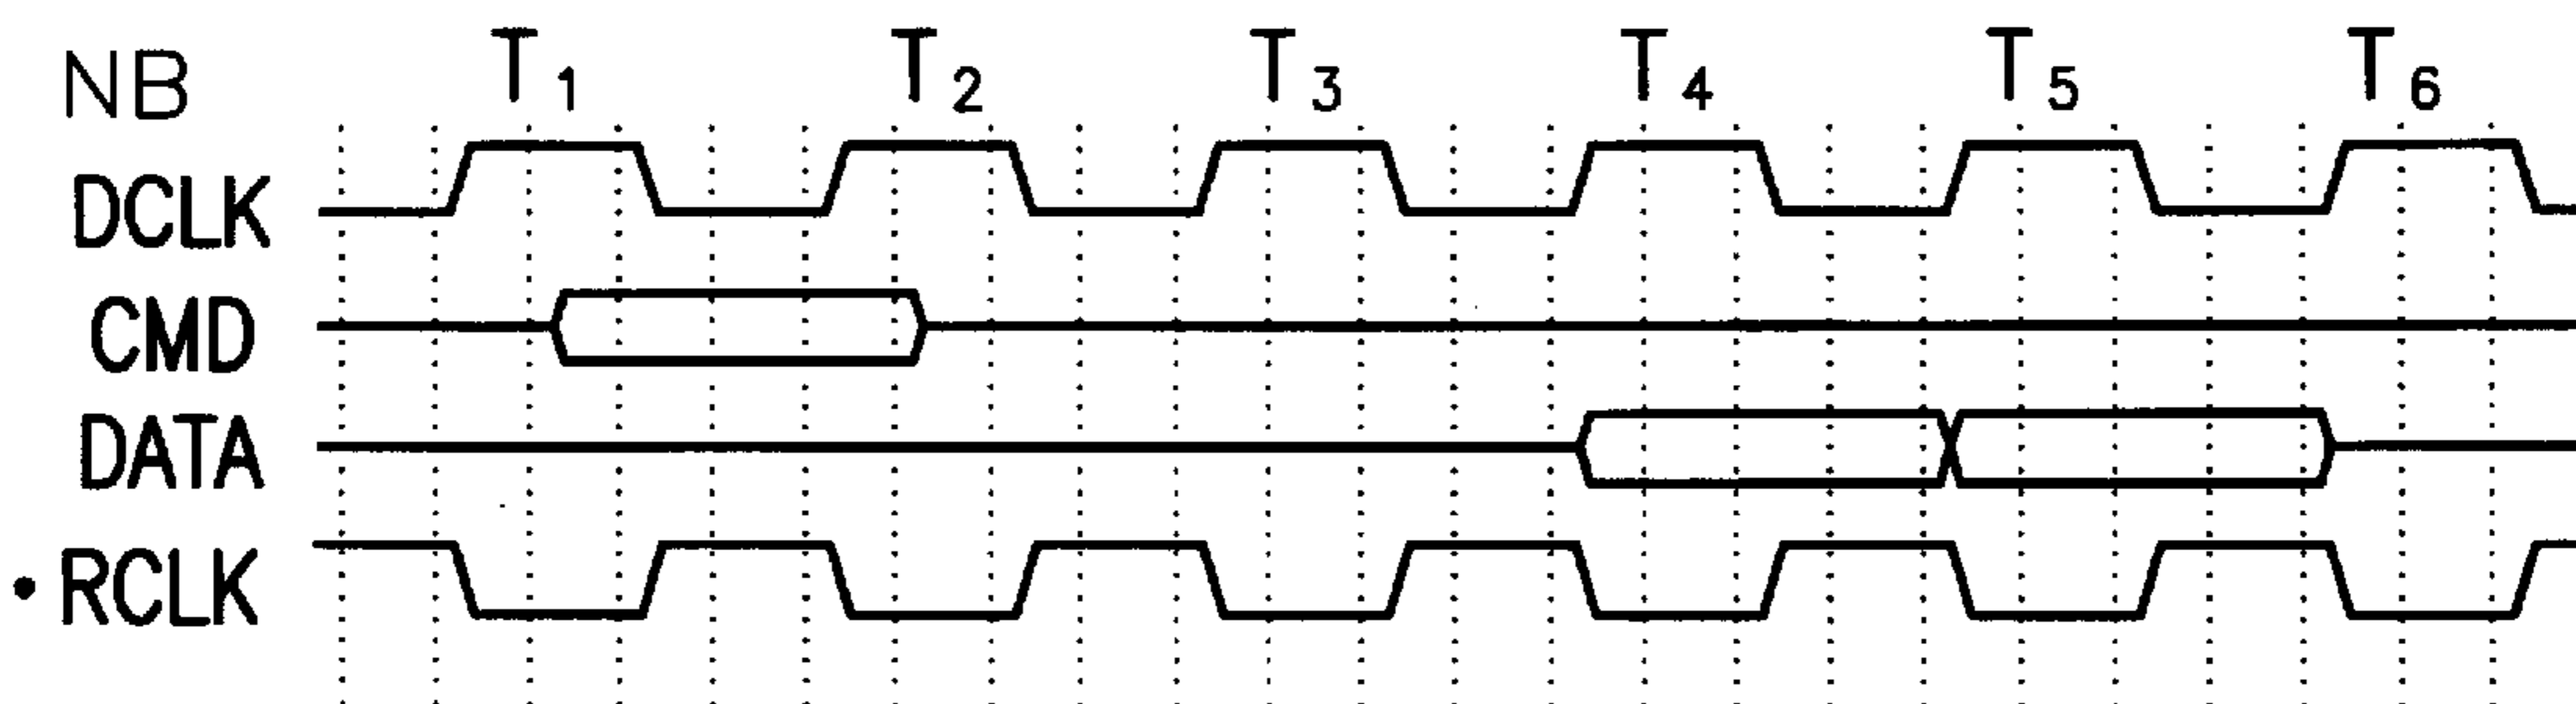 NB T₁ T₂ T₃ T₄ T₅ T₆
DCLK
CMD
DATA
• RCLK